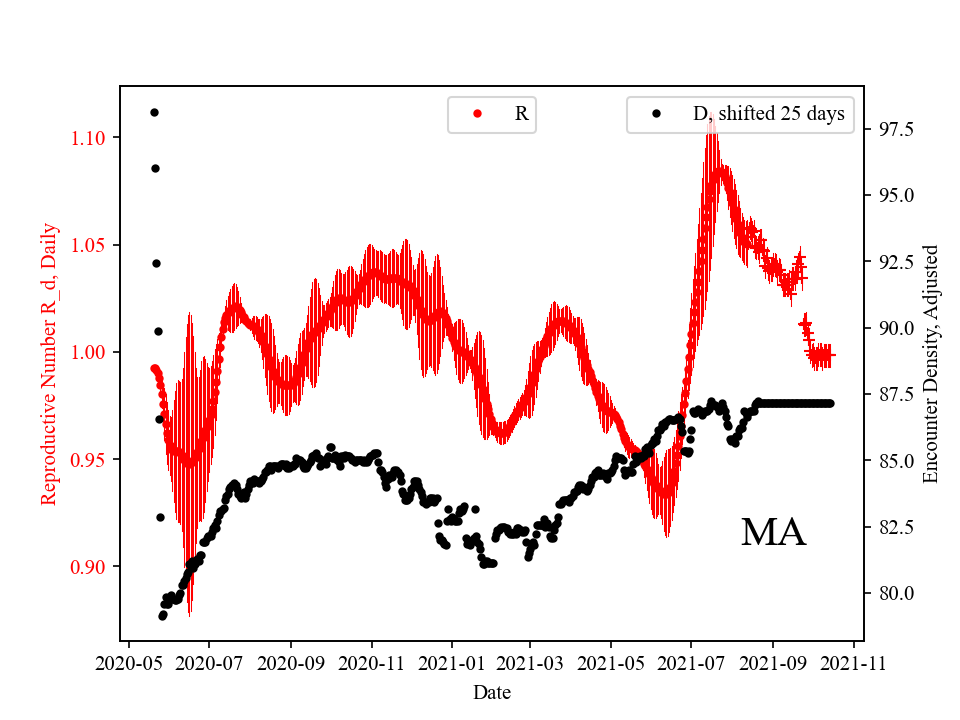 R
D, shifted 25 days
Reproductive Number R_d, Daily
1.10
1.05
1.00
0.95
0.90
97.5
95.0
92.5
90.0
87.5
85.0
82.5
80.0
Encounter Density, Adjusted
MA
2020-05 2020-07 2020-09 2020-11 2021-01 2021-03 2021-05 2021-07 2021-09 2021-11
Date